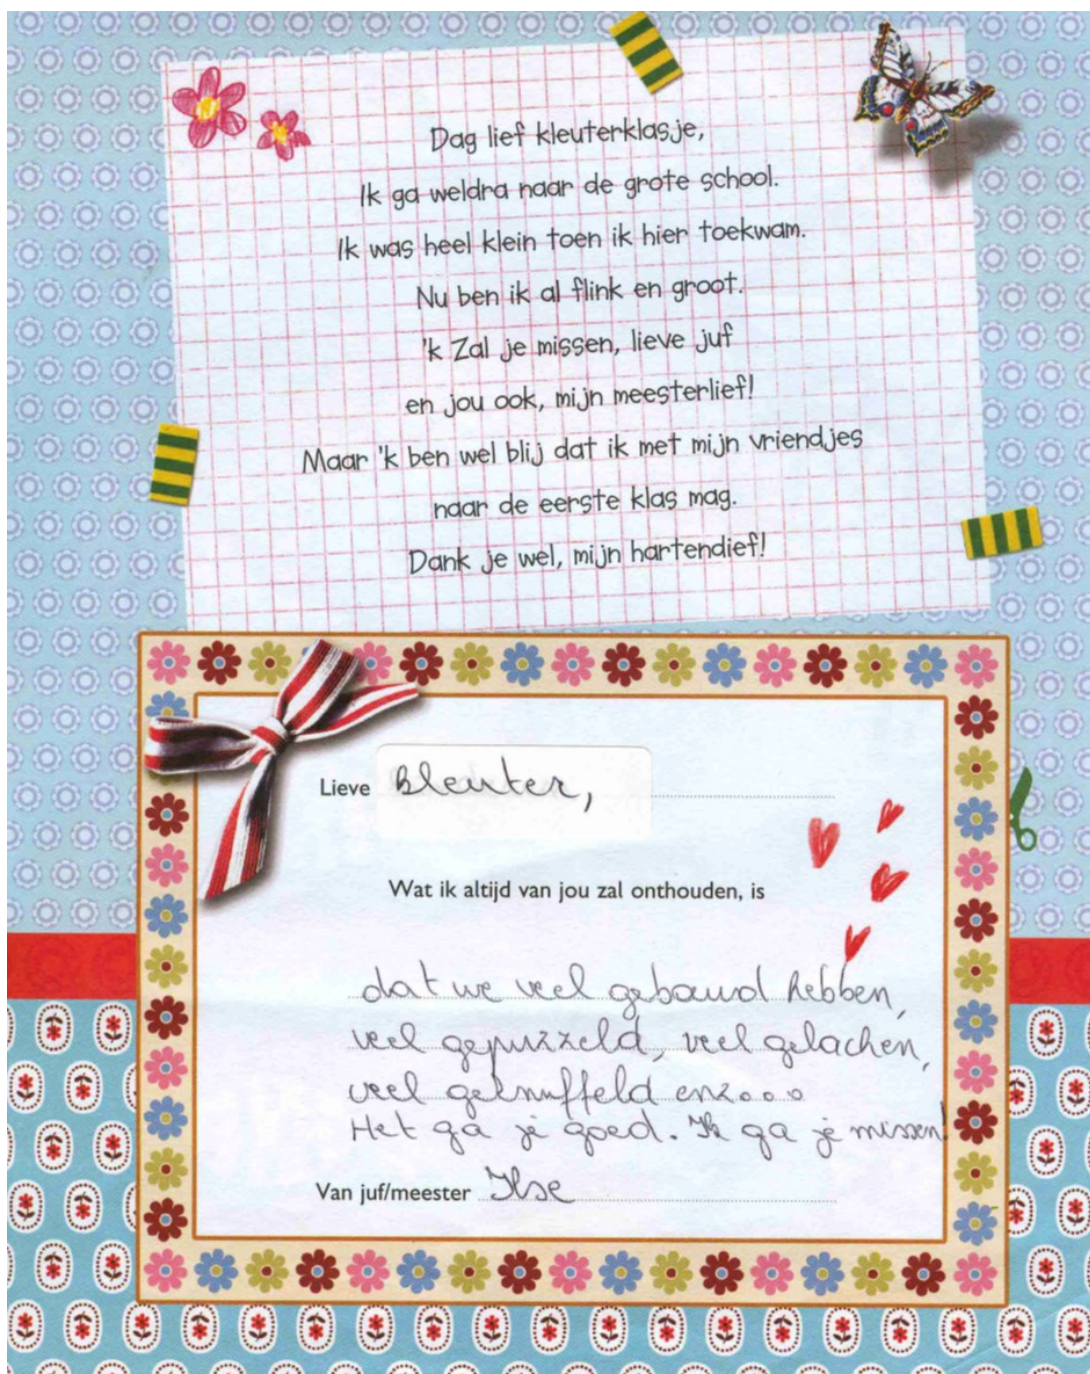 Dag lief kleuterklasje,
Ik ga weldra naar de grote school.
Ik was heel klein toen ik hier toekwam.
Nu ben ik al flink en groot.
'k Zal je missen, lieve juf
en jou ook, mijn meesterlief!
Maar 'k ben wel blij dat ik met mijn vriendjes
naar de eerste klas mag.
Dank je wel, mijn hartendief!
Lieve kleuter,
Wat ik altijd van jou zal onthouden, is
dat we veel gebouwd hebben,
veel gepuzzeld, veel gelachen,
veel geknuffeld enzooo
Het ga je goed. Ik ga je missen!
Van juf/meester Ilse